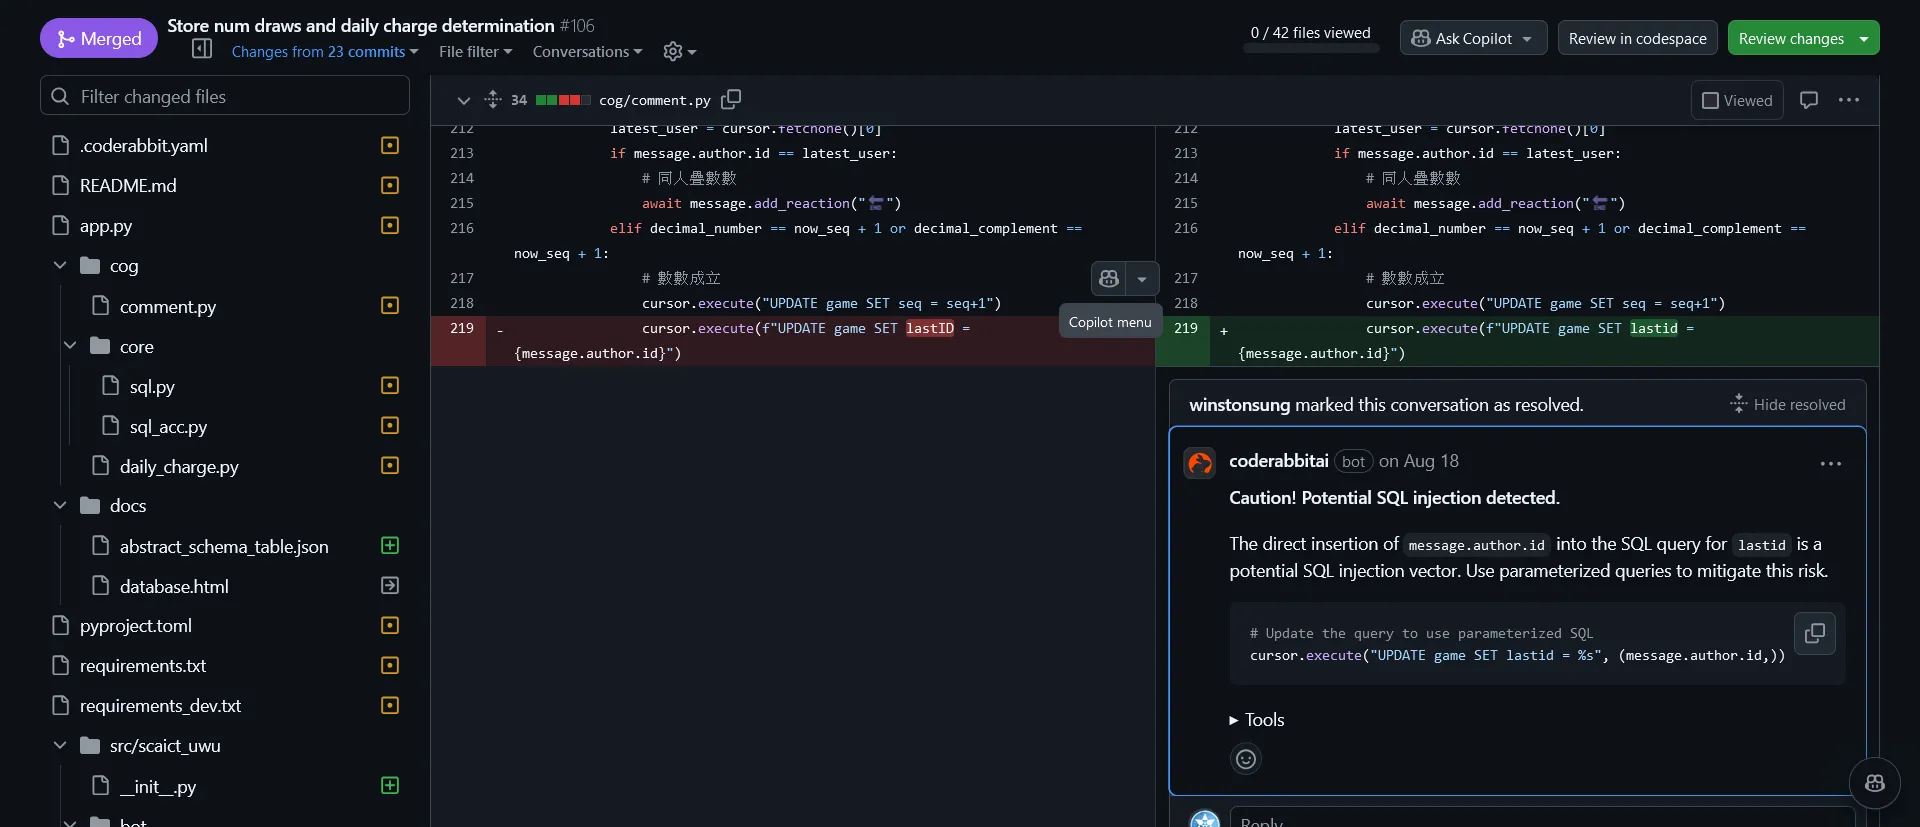 Merged
Store num draws and daily charge determination #106
Changes from 23 commits
File filter
Conversations
0 / 42 files viewed
Ask Copilot
Review in codespace
Review changes
Filter changed files
.coderabbit.yaml
README.md
app.py
cog
comment.py
core
sql.py
sql_acc.py
daily_charge.py
docs
abstract_schema_table.json
database.html
pyproject.toml
requirements.txt
requirements_dev.txt
src/scaict_uwu
__init__.py
bot
34 cog/comment.py
Viewed
212 latest_user = cursor.fetchone()[0]
213 if message.author.id == latest_user:
214 # 同人疊數數
215 await message.add_reaction("🔚")
216 elif decimal_number == now_seq + 1 or decimal_complement ==
now_seq + 1:
217 # 數數成立
218 cursor.execute("UPDATE game SET seq = seq+1")
219 - cursor.execute(f"UPDATE game SET lastID =
{message.author.id}")
Copilot menu
212 latest_user = cursor.fetchone()[0]
213 if message.author.id == latest_user:
214 # 同人疊數數
215 await message.add_reaction("🔚")
216 elif decimal_number == now_seq + 1 or decimal_complement ==
now_seq + 1:
217 # 數數成立
218 cursor.execute("UPDATE game SET seq = seq+1")
219 + cursor.execute(f"UPDATE game SET lastid =
{message.author.id}")
winstonsung marked this conversation as resolved.
Hide resolved
coderabbitai bot on Aug 18
Caution! Potential SQL injection detected.
The direct insertion of message.author.id into the SQL query for lastid is a
potential SQL injection vector. Use parameterized queries to mitigate this risk.
# Update the query to use parameterized SQL
cursor.execute("UPDATE game SET lastid = %s", (message.author.id,))
Tools
Reply